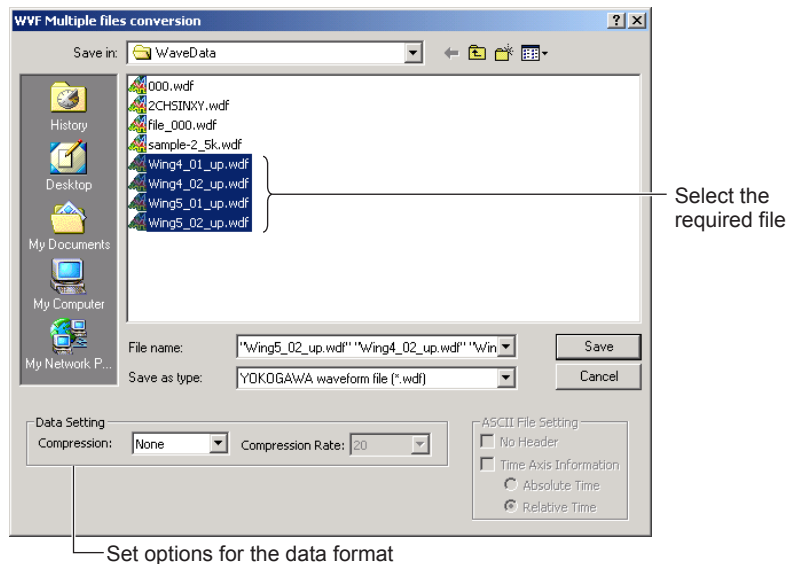 WVF Multiple files conversion
Save in:
WaveData
History
Desktop
My Documents
My Computer
My Network P...
000.wdf
2CHSINXY.wdf
file_000.wdf
sample-2_5k.wdf
Wing4_01_up.wdf
Wing4_02_up.wdf
Wing5_01_up.wdf
Wing5_02_up.wdf
Select the
required file
File name:
"Wing5_02_up.wdf" "Wing4_02_up.wdf" "Win
Save
Save as type:
YOKOGAWA waveform file (*.wdf)
Cancel
Data Setting
Compression:
None
Compression Rate:
20
ASCII File Setting
No Header
Time Axis Information
Absolute Time
Relative Time
Set options for the data format